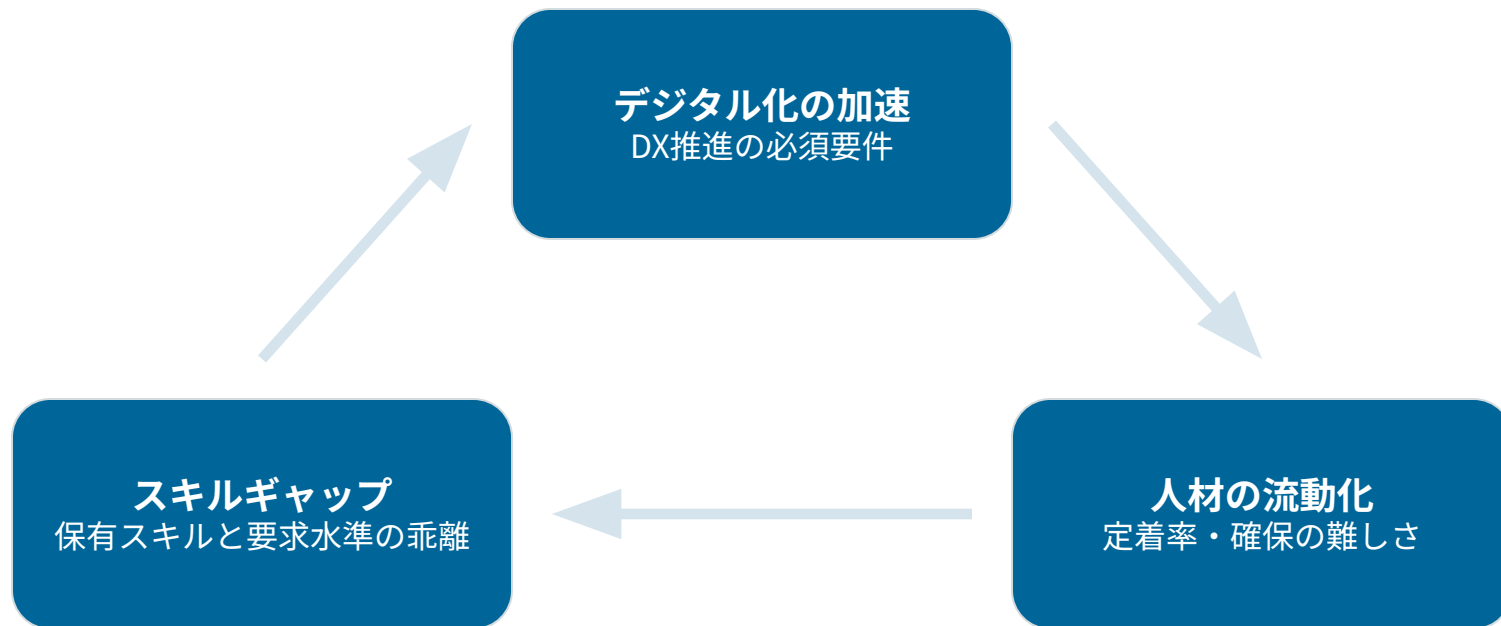 デジタル化の加速
DX推進の必須要件
スキルギャップ
保有スキルと要求水準の乖離
人材の流動化
定着率・確保の難しさ